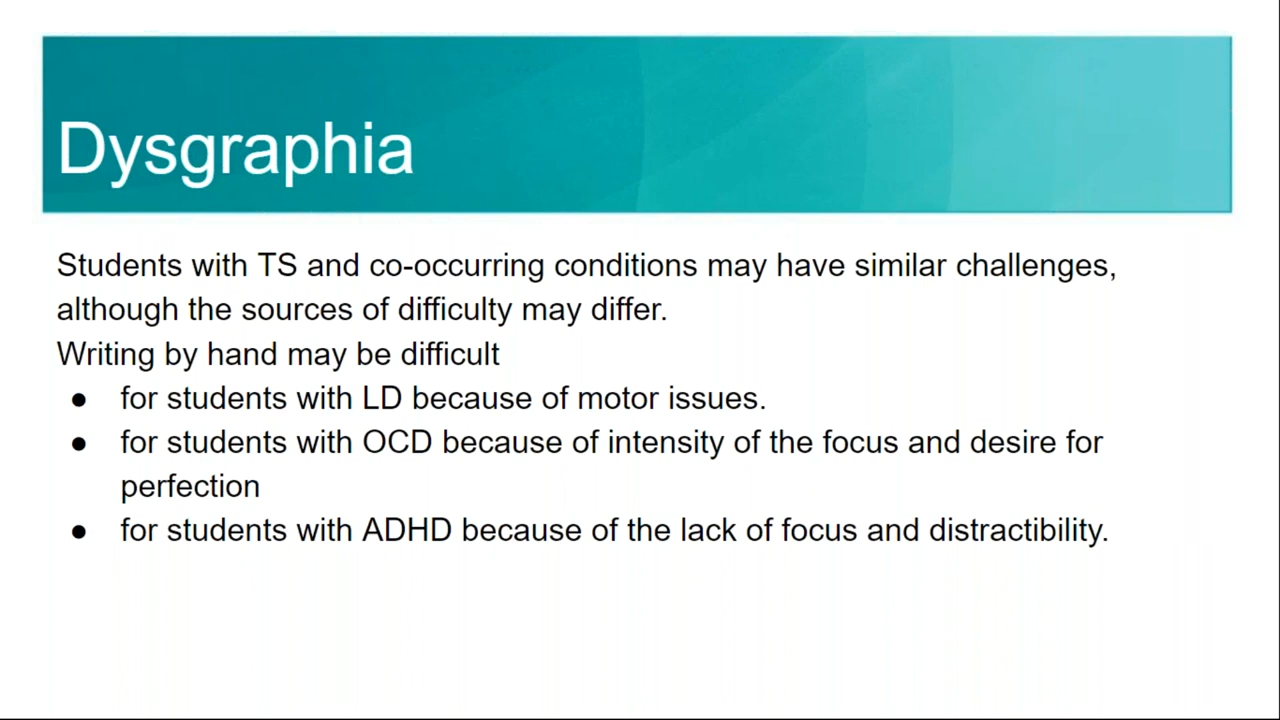 Dysgraphia
Students with TS and co-occurring conditions may have similar challenges,
although the sources of difficulty may differ.
Writing by hand may be difficult
● for students with LD because of motor issues.
● for students with OCD because of intensity of the focus and desire for
perfection
● for students with ADHD because of the lack of focus and distractibility.